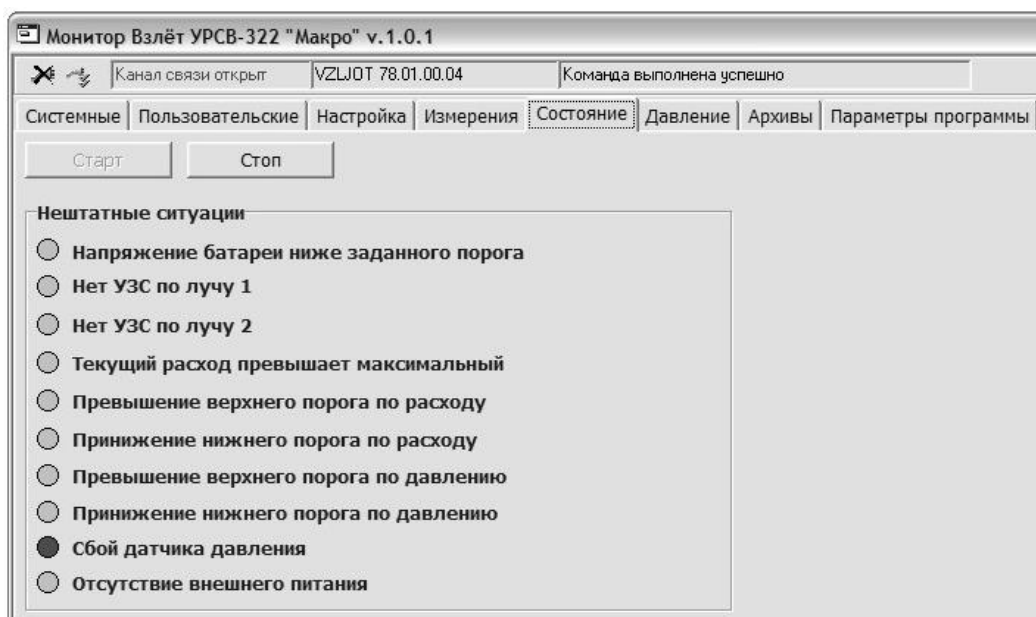 Монитор Взлёт УРСВ-322 "Макро" v.1.0.1
Канал связи открыт VZLJOT 78.01.00.04 Команда выполнена успешно
Системные Пользовательские Настройка Измерения Состояние Давление Архивы Параметры программы
Старт Стоп
Нештатные ситуации
Напряжение батареи ниже заданного порога
Нет УЗС по лучу 1
Нет УЗС по лучу 2
Текущий расход превышает максимальный
Превышение верхнего порога по расходу
Принижение нижнего порога по расходу
Превышение верхнего порога по давлению
Принижение нижнего порога по давлению
Сбой датчика давления
Отсутствие внешнего питания